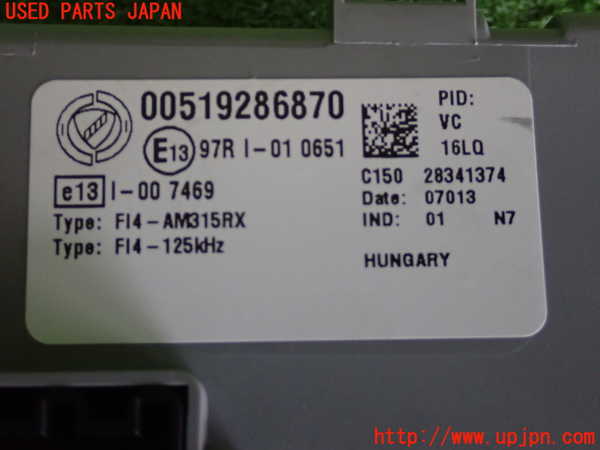 USED PARTS JAPAN
00519286870
E13 97R I-01 0651
e13 I-00 7469
Type: FI4-AM315RX
Type: FI4-125kHz
PID:
VC
16LQ
C150 28341374
Date: 07013
IND: 01 N7
HUNGARY
http://www.upjpn.com/